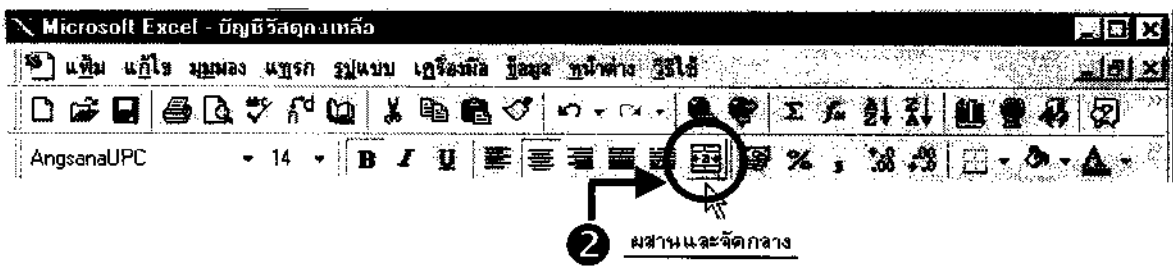 Microsoft Excel - บัญชีวัสดุคงเหลือ
แฟ้ม แก้ไข มุมมอง แทรก รูปแบบ เครื่องมือ ข้อมูล หน้าต่าง วิธีใช้
AngsanaUPC 14 B I U % ,
2 ผสานและจัดกลาง